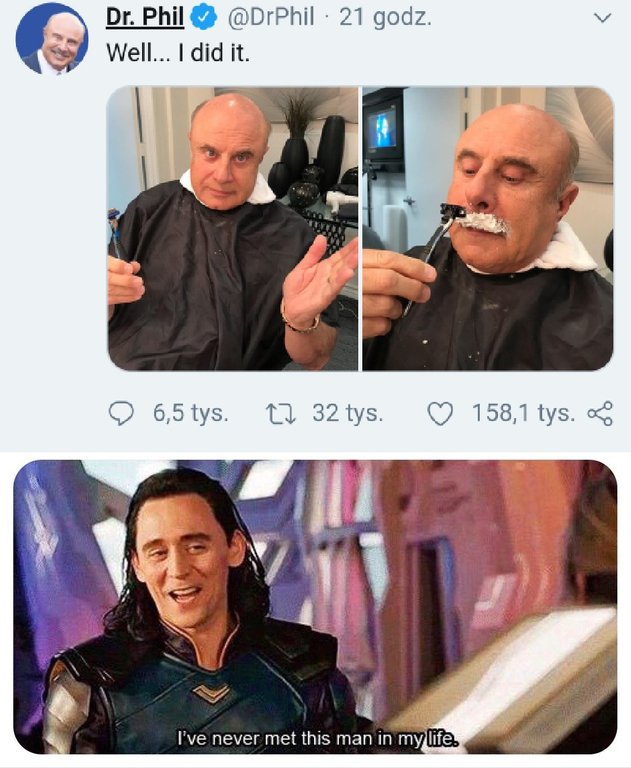 Dr. Phil @DrPhil · 21 godz.
Well... I did it.
6,5 tys. 32 tys. 158,1 tys.
I've never met this man in my life.